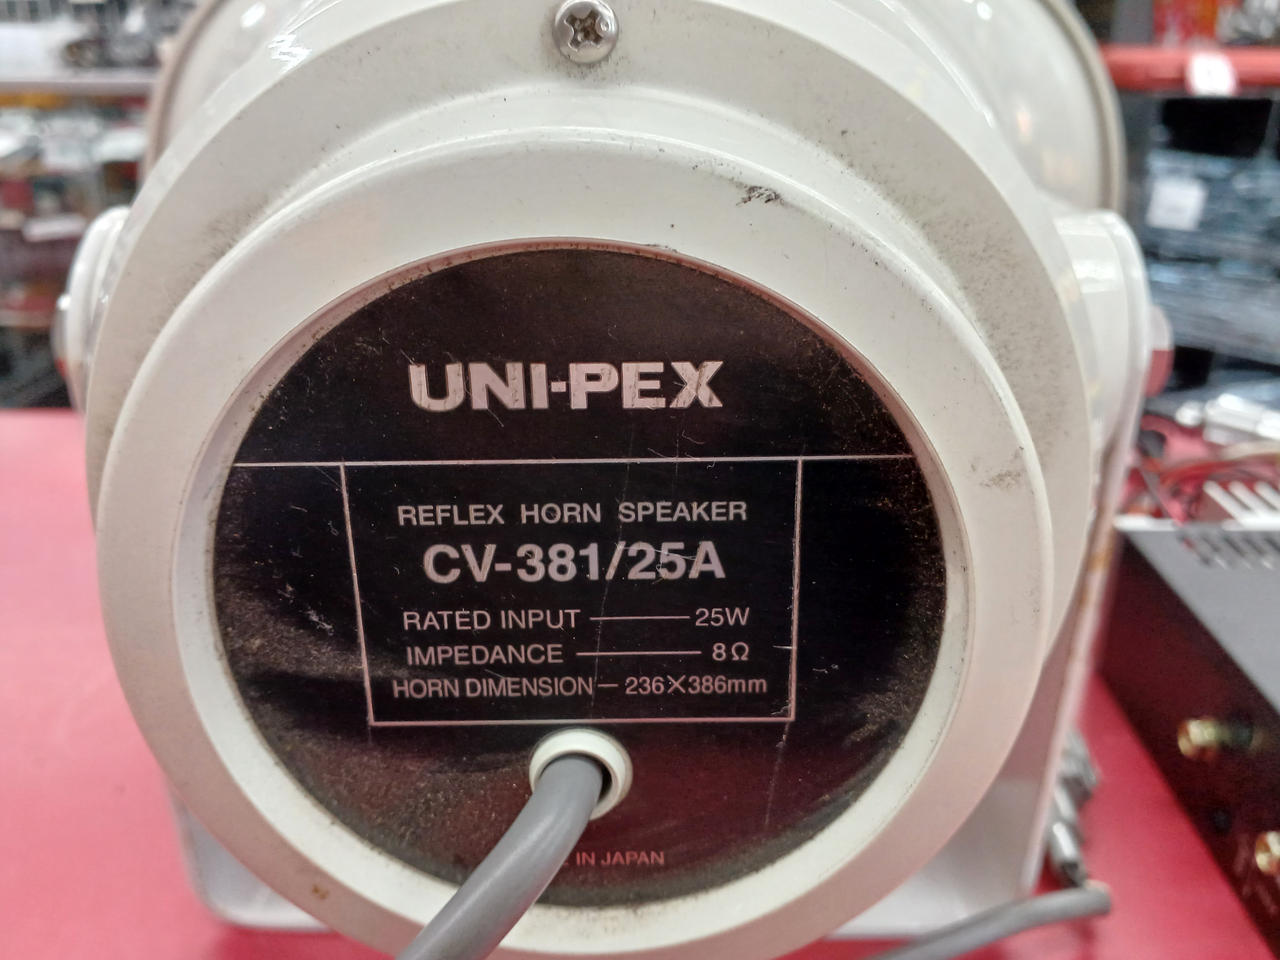 UNI-PEX
REFLEX HORN SPEAKER
CV-381/25A
RATED INPUT — 25W
IMPEDANCE — 8Ω
HORN DIMENSION — 236×386mm
IN JAPAN